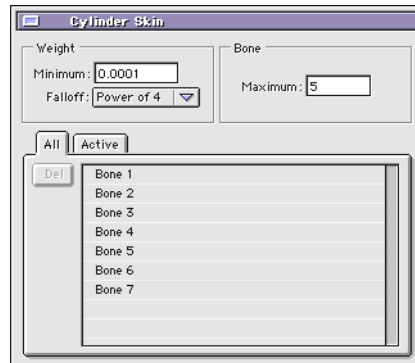 Cylinder Skin
Weight
Minimum: 0.0001
Falloff: Power of 4
Bone
Maximum: 5
All Active
Del
Bone 1
Bone 2
Bone 3
Bone 4
Bone 5
Bone 6
Bone 7